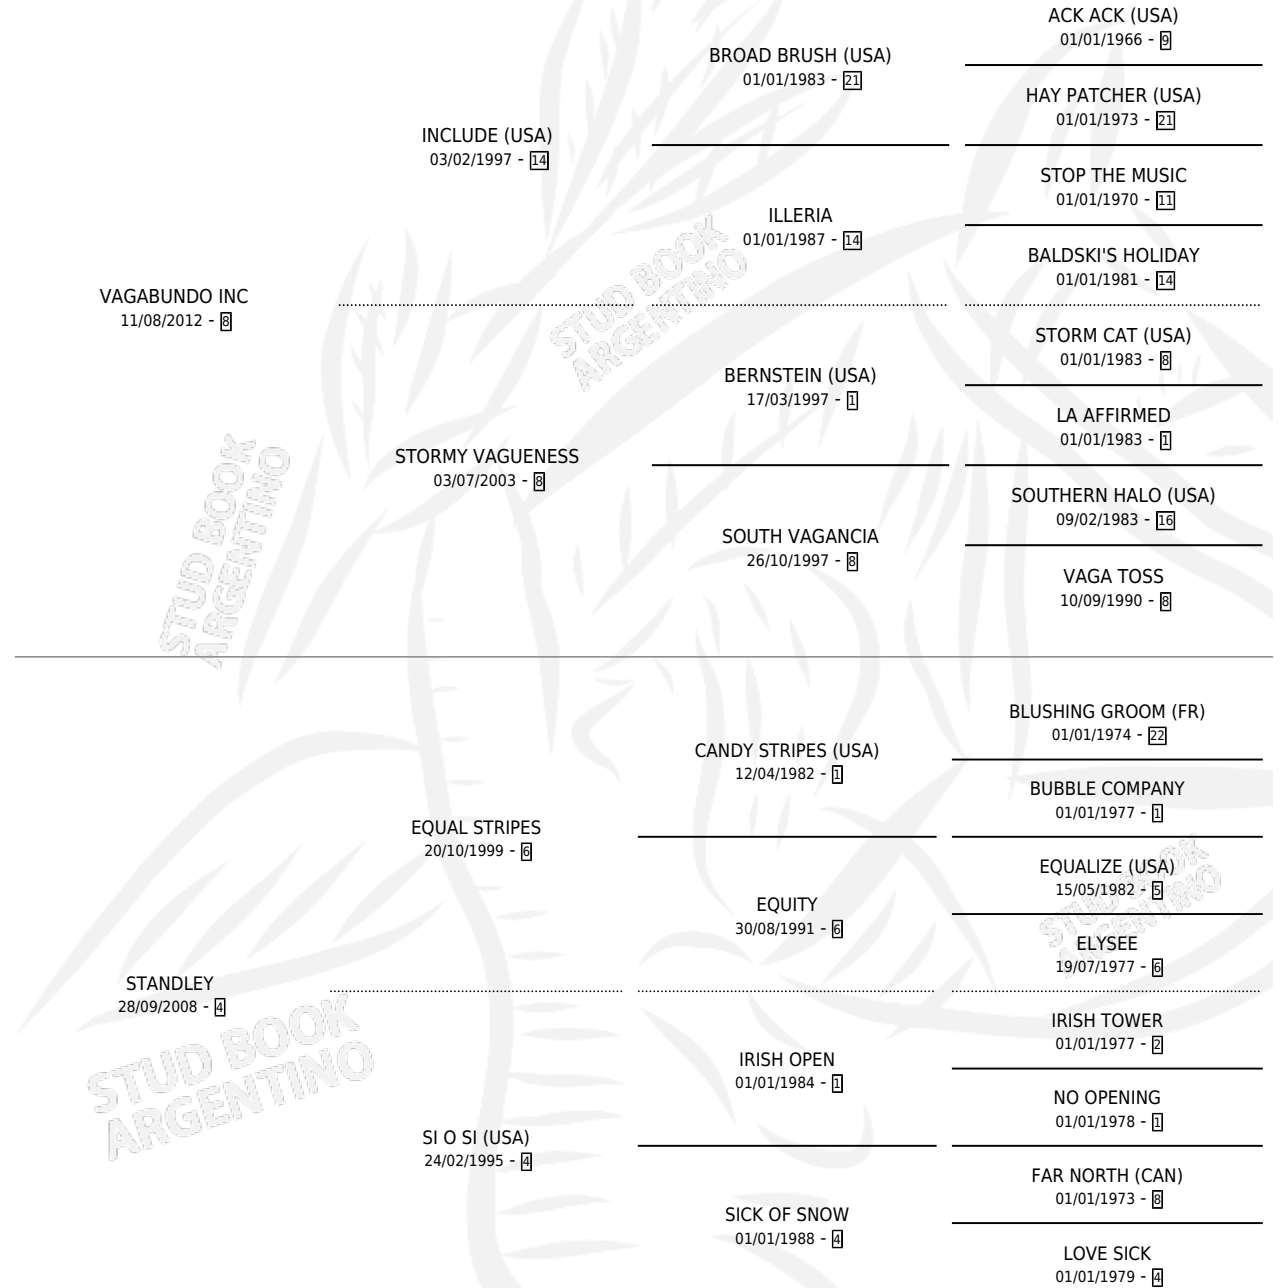 ACK ACK (USA)
01/01/1966 - 9
BROAD BRUSH (USA)
01/01/1983 - 21
HAY PATCHER (USA)
01/01/1973 - 21
INCLUDE (USA)
03/02/1997 - 14
STOP THE MUSIC
01/01/1970 - 11
ILLERIA
01/01/1987 - 14
BALDSKI'S HOLIDAY
01/01/1981 - 14
VAGABUNDO INC
11/08/2012 - 8
STORM CAT (USA)
01/01/1983 - 8
BERNSTEIN (USA)
17/03/1997 - 1
LA AFFIRMED
01/01/1983 - 1
STORMY VAGUENESS
03/07/2003 - 8
SOUTHERN HALO (USA)
09/02/1983 - 16
SOUTH VAGANCIA
26/10/1997 - 8
VAGA TOSS
10/09/1990 - 8
BLUSHING GROOM (FR)
01/01/1974 - 22
CANDY STRIPES (USA)
12/04/1982 - 1
BUBBLE COMPANY
01/01/1977 - 1
EQUAL STRIPES
20/10/1999 - 6
EQUALIZE (USA)
15/05/1982 - 5
EQUITY
30/08/1991 - 6
ELYSEE
19/07/1977 - 6
STANDLEY
28/09/2008 - 4
IRISH TOWER
01/01/1977 - 2
IRISH OPEN
01/01/1984 - 1
NO OPENING
01/01/1978 - 1
SI O SI (USA)
24/02/1995 - 4
FAR NORTH (CAN)
01/01/1973 - 8
SICK OF SNOW
01/01/1988 - 4
LOVE SICK
01/01/1979 - 4
STUD BOOK
ARGENTINO
STUD BOOK
ARGENTINO
STUD BOOK
ARGENTINO
STUD BOOK
ARGENTINO